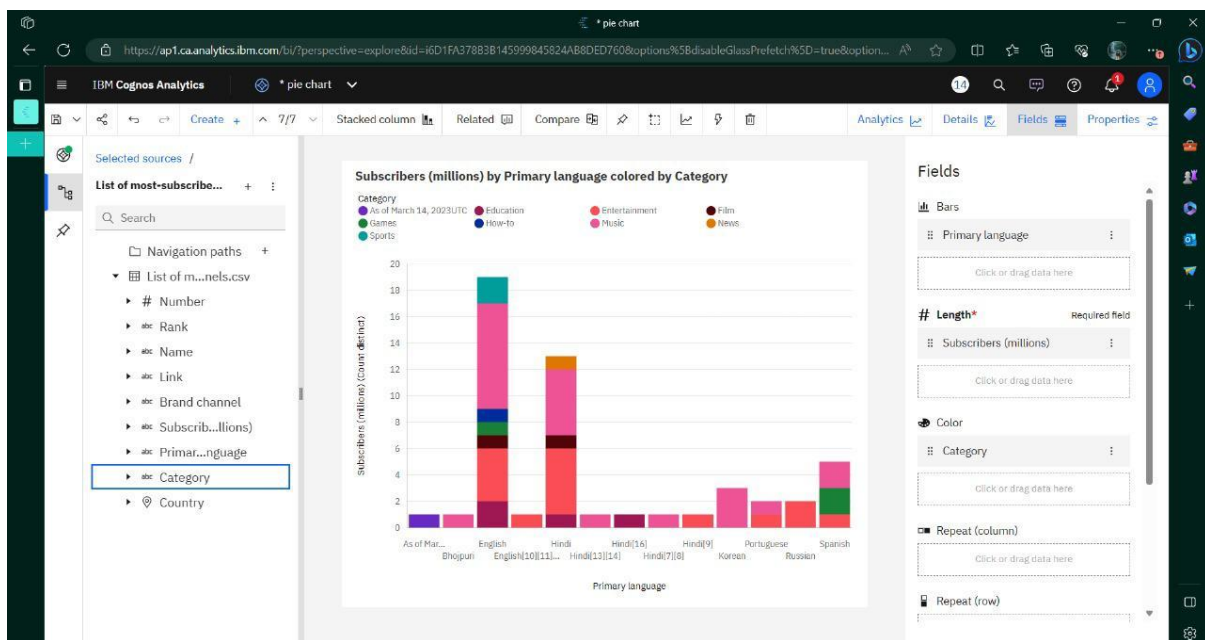 * pie chart
https://ap1.ca.analytics.ibm.com/bi/?perspective=explore&id=i6D1FA378B3B145999845824AB8DED760&options%5BdisableGlassPrefetch%5D=true&option...
IBM Cognos Analytics
* pie chart
14
1
Create +
7/7
Stacked column
Related
Compare
Analytics
Details
Fields
Properties
Selected sources /
List of most-subscribe...
Search
Navigation paths
List of m...nels.csv
# Number
abc Rank
abc Name
abc Link
abc Brand channel
abc Subscrib...llions)
abc Primar...nguage
abc Category
Country
Subscribers (millions) by Primary language colored by Category
Category
As of March 14, 2023UTC Education Entertainment Film
Games How-to Music News
Sports
Subscribers (millions) (Count distinct)
20
18
16
14
12
10
8
6
4
2
0
As of Mar... English Hindi Hindi[16] Hindi[9] Portuguese Spanish
Bhojpuri English[10][11]... Hindi[13][14] Hindi[7][8] Korean Russian
Primary language
Fields
Bars
Primary language
Click or drag data here
# Length* Required field
Subscribers (millions)
Click or drag data here
Color
Category
Click or drag data here
Repeat (column)
Click or drag data here
Repeat (row)